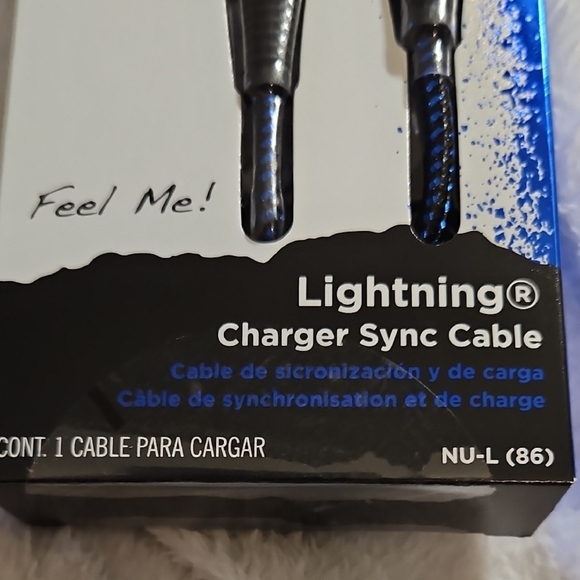 Feel Me!
Lightning®
Charger Sync Cable
Cable de sicronización y de carga
Câble de synchronisation et de charge
CONT. 1 CABLE PARA CARGAR
NU-L (86)